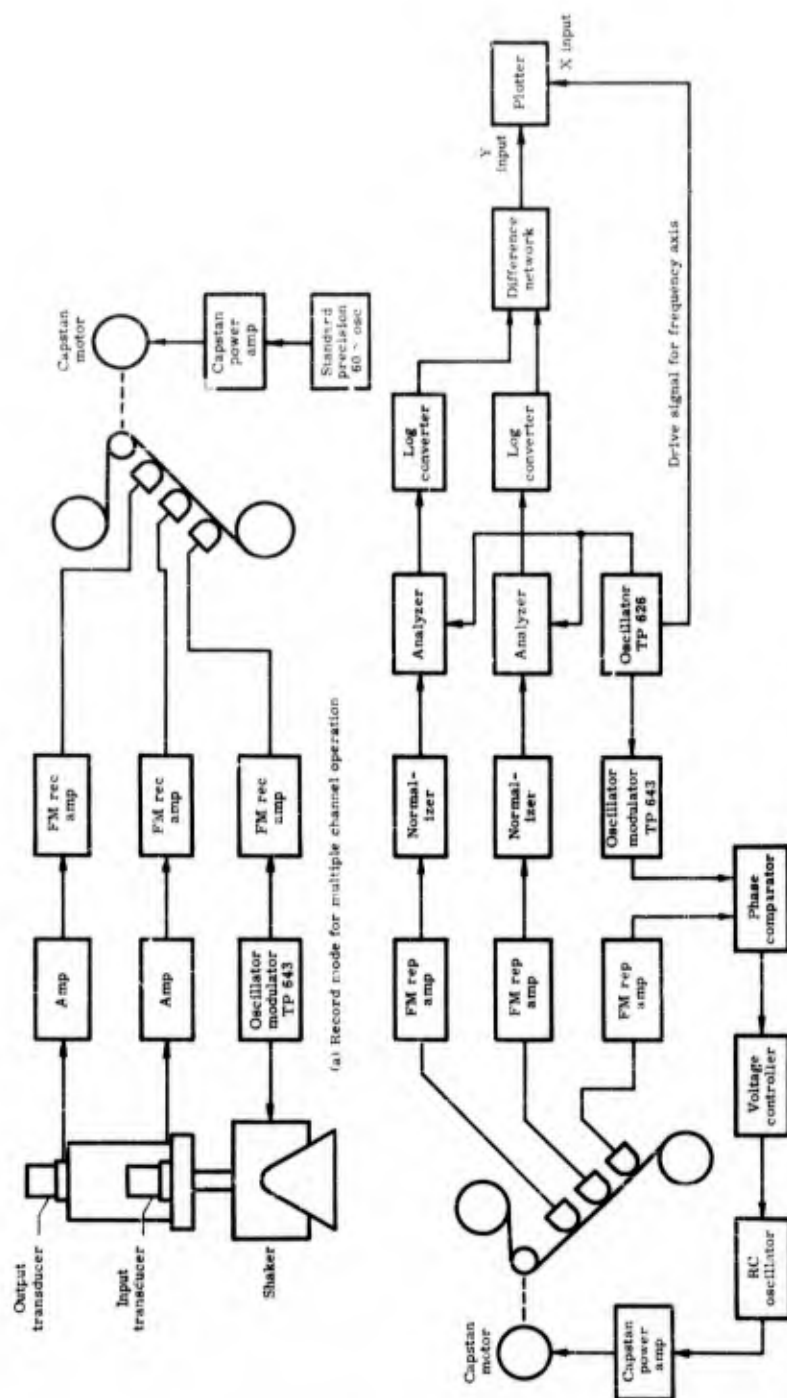 Output
transducer
Input
transducer
Shaker
Amp
Amp
Oscillator
modulator
TP 643
FM rec
amp
FM rec
amp
FM rec
amp
Capstan
motor
Capstan
power
amp
Standard
precision
60 ~ osc
(a) Record mode for multiple channel operation
Capstan
motor
Capstan
power
amp
RC
oscillator
Voltage
controller
Phase
comparator
FM rep
amp
FM rep
amp
FM rep
amp
Normal-
izer
Normal-
izer
Oscillator
modulator
TP 643
Analyzer
Analyzer
Oscillator
TP 626
Log
converter
Log
converter
Difference
network
Y
input
Plotter
X input
Drive signal for frequency axis